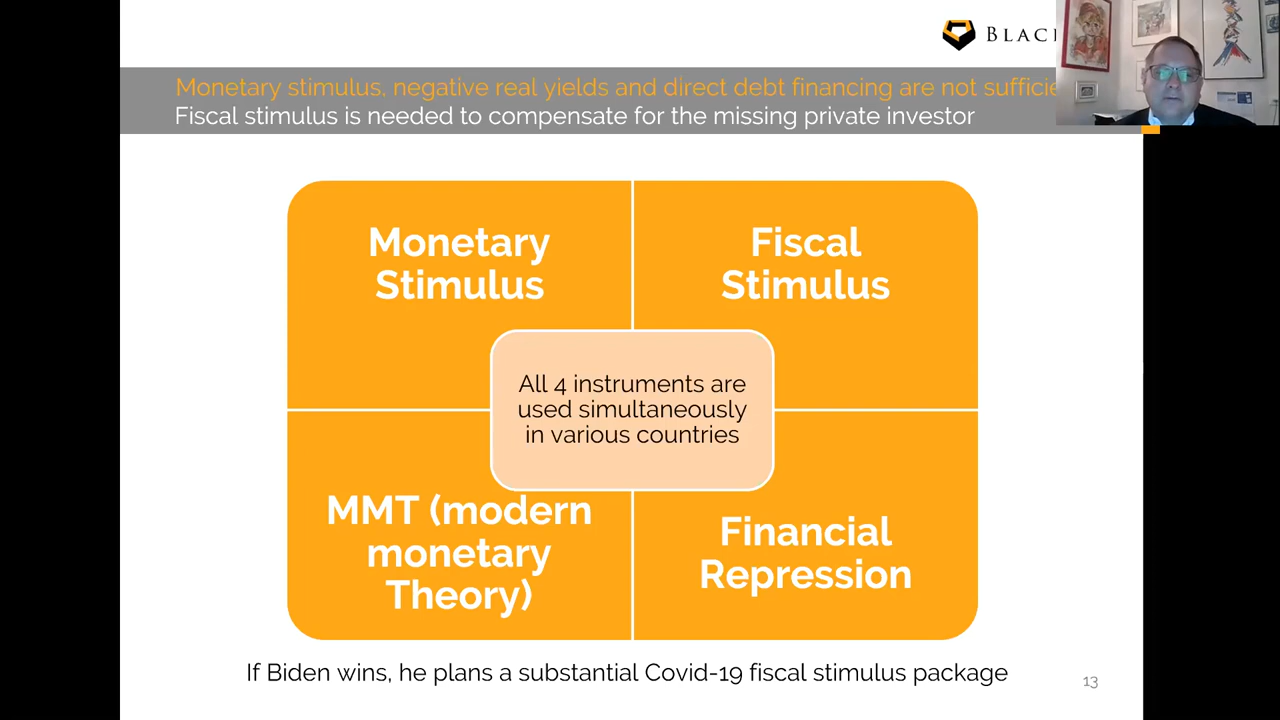 BLAC
Monetary stimulus, negative real yields and direct debt financing are not
Fiscal stimulus is needed to compensate for the missing private investor
Monetary
Stimulus
Fiscal
Stimulus
All 4 instruments are
used simultaneously
in various countries
MMT (modern
monetary
Theory)
Financial
Repression
If Biden wins, he plans a substantial Covid-19 fiscal stimulus package
13